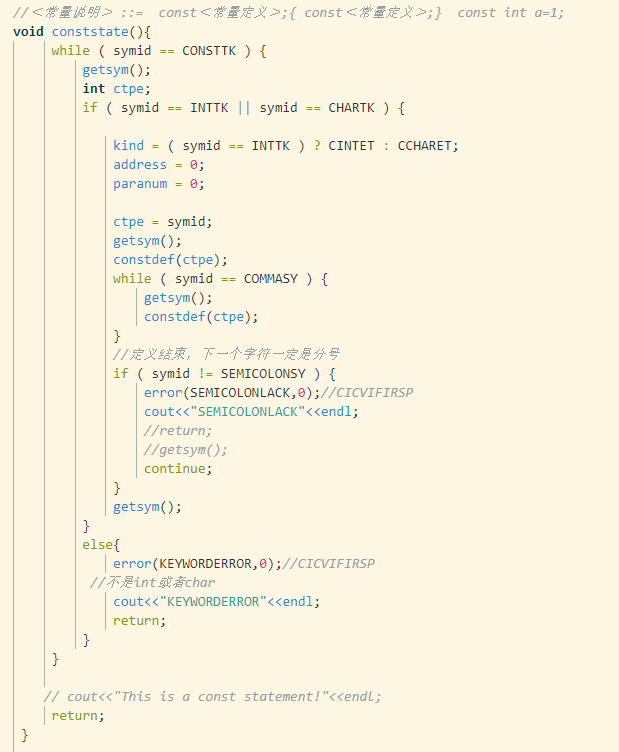 //＜常量说明＞ ::=  const＜常量定义＞;{ const＜常量定义＞;}  const int a=1;
void conststate(){
while ( symid == CONSTTK ) {
getsym();
int ctpe;
if ( symid == INTTK || symid == CHARTK ) {
kind = ( symid == INTTK ) ? CINTET : CCHARET;
address = 0;
paranum = 0;
ctpe = symid;
getsym();
constdef(ctpe);
while ( symid == COMMASY ) {
getsym();
constdef(ctpe);
}
//定义结束，下一个字符一定是分号
if ( symid != SEMICOLONSY ) {
error(SEMICOLONLACK,0);//CICVIFIRSP
cout<<"SEMICOLONLACK"<<endl;
//return;
//getsym();
continue;
}
getsym();
}
else{
error(KEYWORDERROR,0);//CICVIFIRSP
//不是int或者char
cout<<"KEYWORDERROR"<<endl;
return;
}
}
// cout<<"This is a const statement!"<<endl;
return;
}